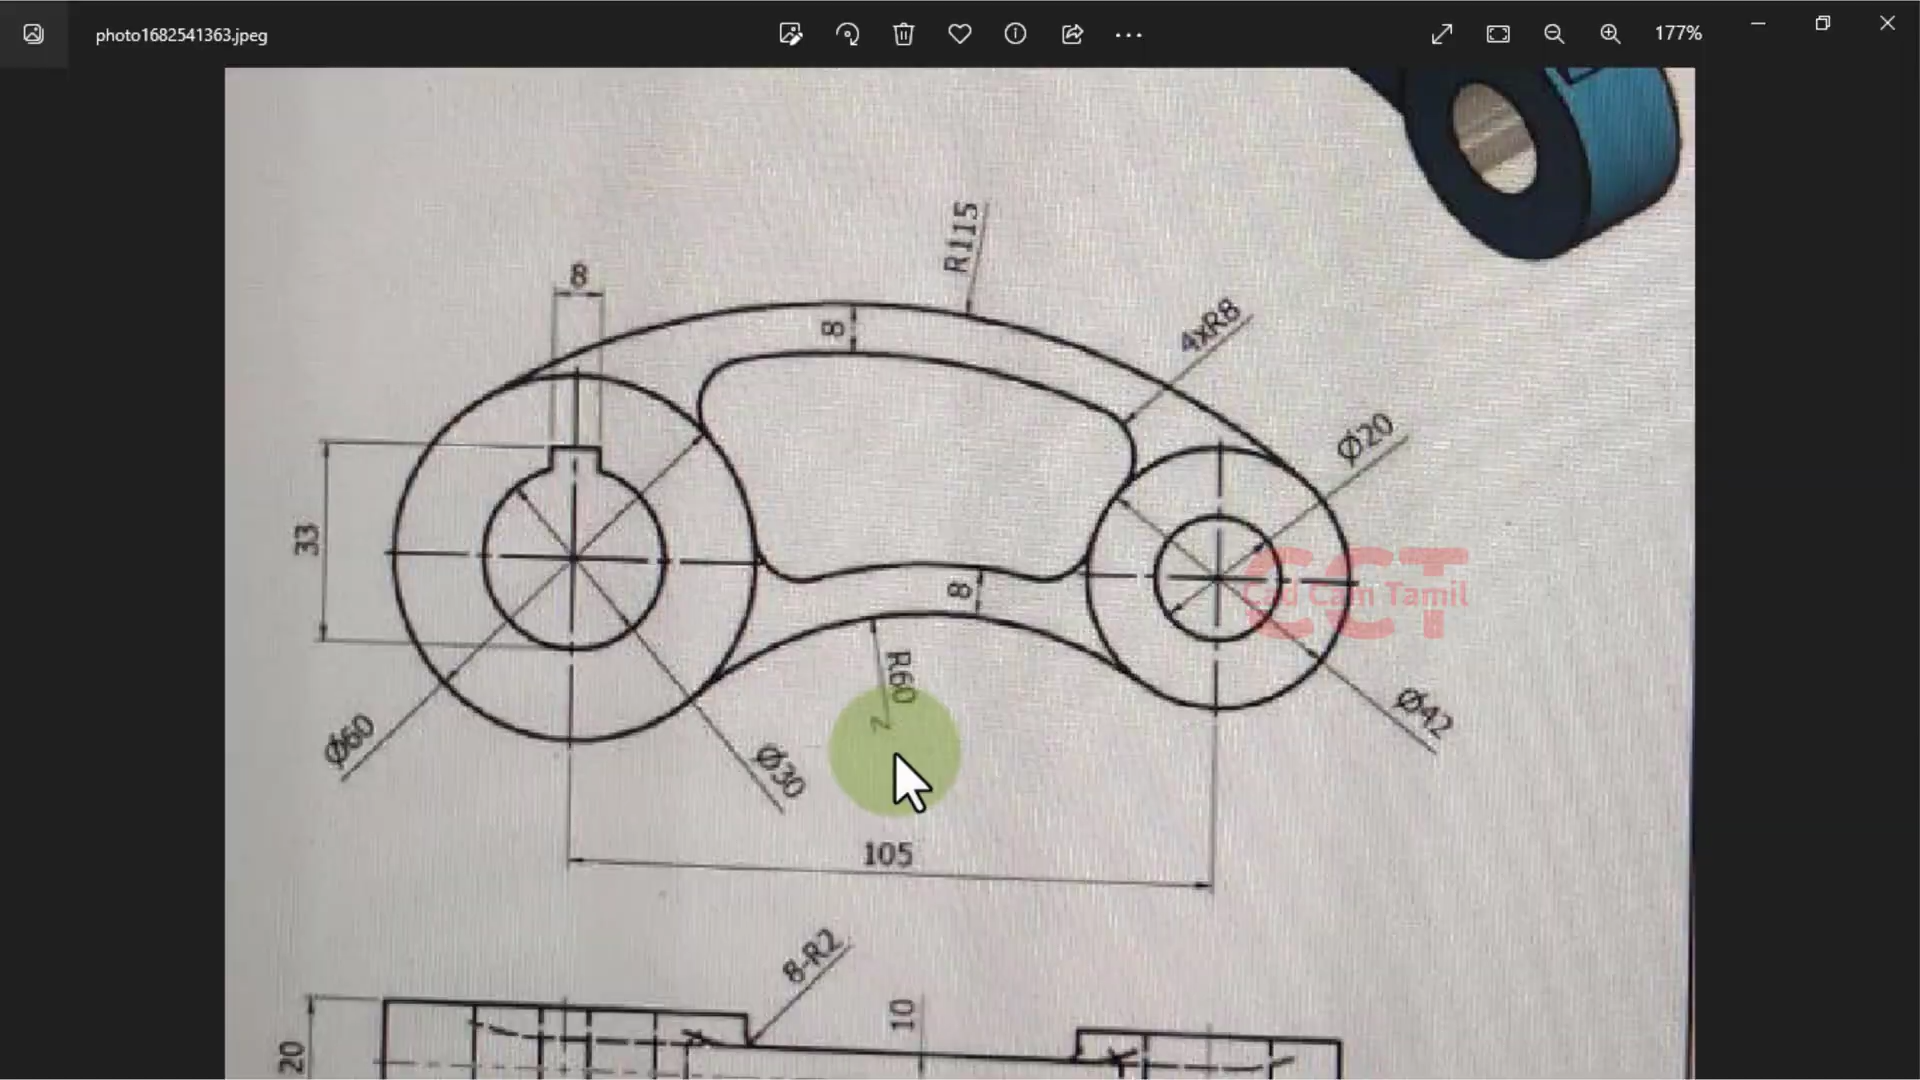 photo1682541363.jpeg
177%
R115
8
8
4xR8
Ø20
33
8
CCT
Cad Cam Tamil
R60
Ø60
Ø30
Ø42
105
8-R2
10
20